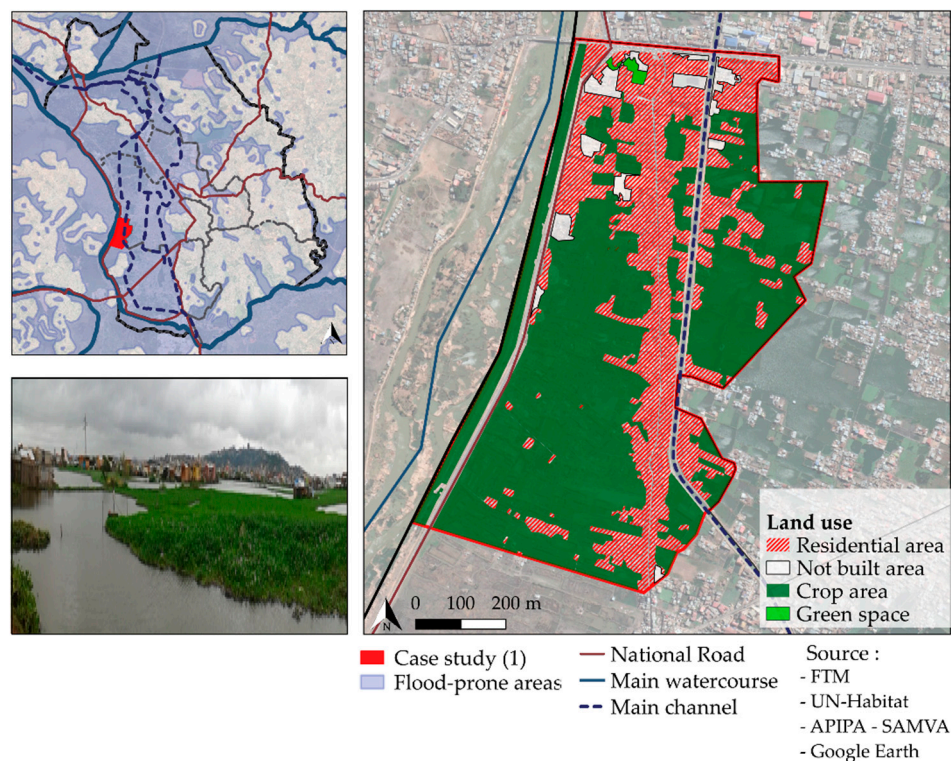 N
Land use
Residential area
Not built area
Crop area
Green space
0 100 200 m
N
Case study (1)
Flood-prone areas
National Road
Main watercourse
Main channel
Source :
- FTM
- UN-Habitat
- APIPA - SAMVA
- Google Earth